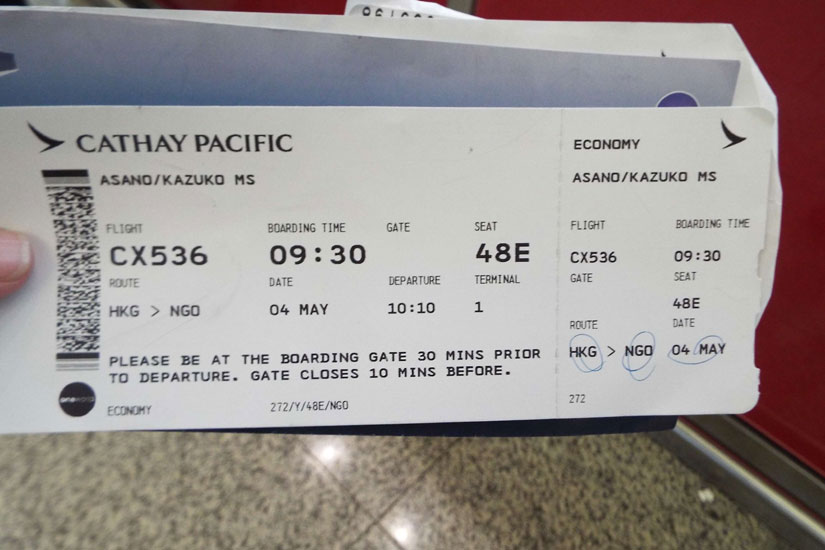 CATHAY PACIFIC
ASANO/KAZUKO MS
FLIGHT BOARDING TIME GATE SEAT
CX536 09:30 48E
ROUTE DATE DEPARTURE TERMINAL
HKG > NGO 04 MAY 10:10 1
PLEASE BE AT THE BOARDING GATE 30 MINS PRIOR
TO DEPARTURE. GATE CLOSES 10 MINS BEFORE.
oneworld
ECONOMY 272/Y/48E/NGO
ECONOMY
ASANO/KAZUKO MS
FLIGHT BOARDING TIME
CX536 09:30
GATE SEAT
48E
ROUTE DATE
HKG > NGO 04 MAY
272